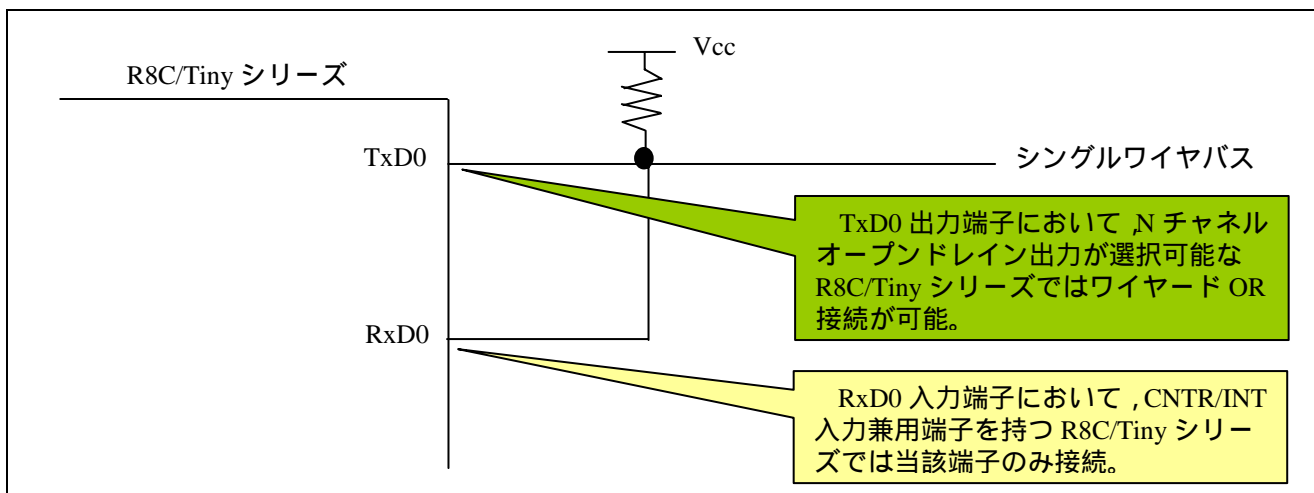 Vcc
R8C/Tiny シリーズ
TxD0
シングルワイヤバス
TxD0 出力端子において,N チャネル
オープンドレイン出力が選択可能な
R8C/Tiny シリーズではワイヤード OR
接続が可能。
RxD0
RxD0 入力端子において,CNTR/INT
入力兼用端子を持つ R8C/Tiny シリー
ズでは当該端子のみ接続。